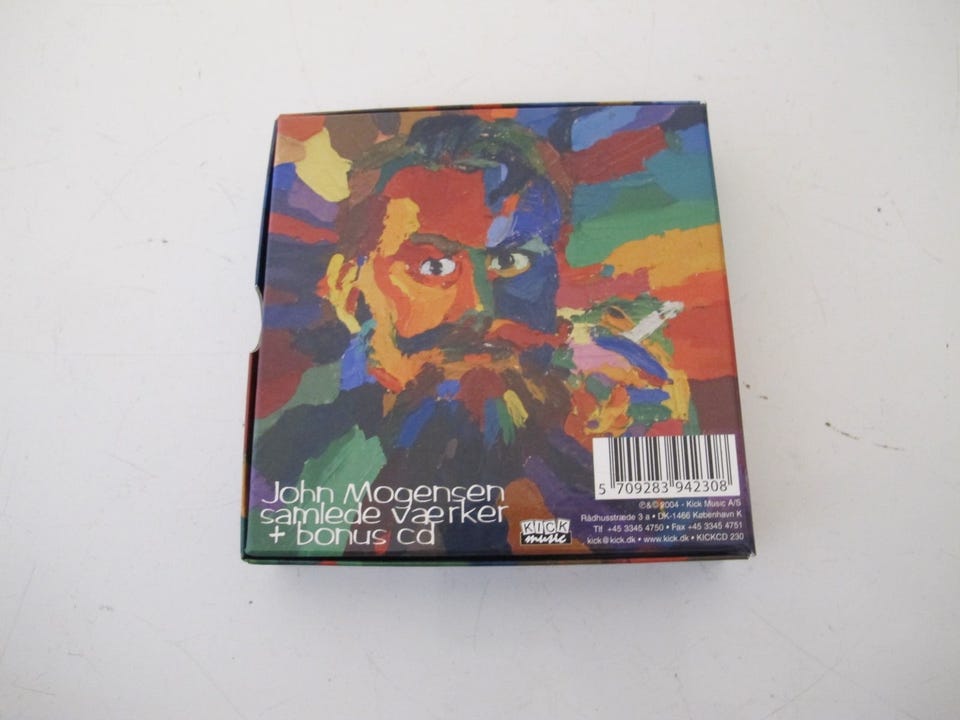 John Mogensen
samlede værker
+ bonus cd
KICK
music
5 709283 942308
℗&© 2004 - Kick Music A/S
Rådhusstræde 3 a • DK-1466 København K
Tlf +45 3345 4750 • Fax +45 3345 4751
kick@kick.dk • www.kick.dk • KICKCD 230